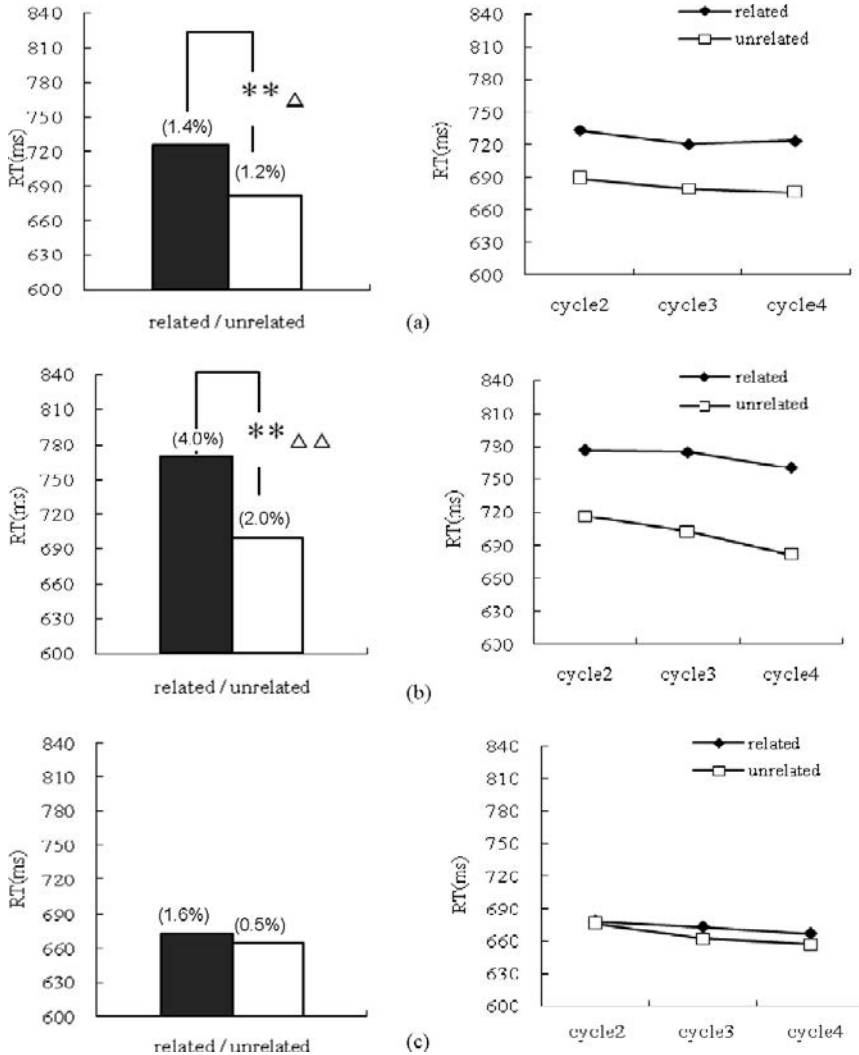 840
810
780
750
720
690
660
630
600
RT(ms)
(1.4%)
(1.2%)
**△
related / unrelated
related
unrelated
840
810
780
750
720
690
660
630
600
RT(ms)
cycle2
cycle3
cycle4
(a)
840
810
780
750
720
690
660
630
600
RT(ms)
(4.0%)
(2.0%)
**△△
related / unrelated
related
unrelated
840
810
780
750
720
690
660
630
600
RT(ms)
cycle2
cycle3
cycle4
(b)
840
810
780
750
720
690
660
630
600
RT(ms)
(1.6%)
(0.5%)
related / unrelated
related
unrelated
840
810
780
750
720
690
660
630
600
RT(ms)
cycle2
cycle3
cycle4
(c)